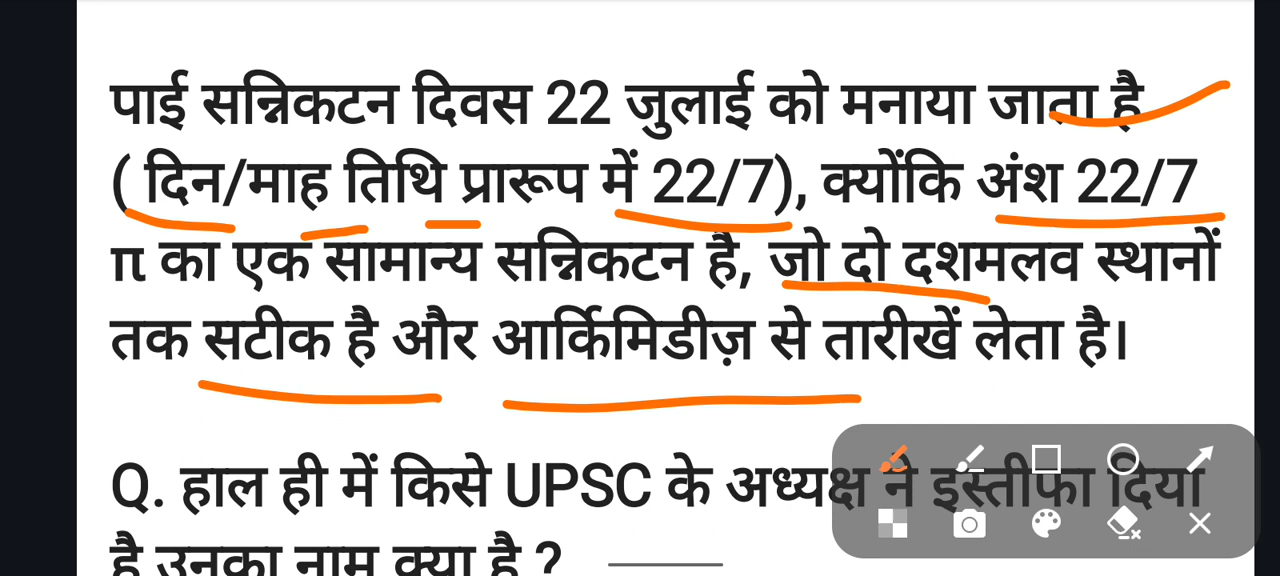 पाई सन्निकटन दिवस 22 जुलाई को मनाया जाता है
( दिन/माह तिथि प्रारूप में 22/7), क्योंकि अंश 22/7
π का एक सामान्य सन्निकटन है, जो दो दशमलव स्थानों
तक सटीक है और आर्किमिडीज़ से तारीखें लेता है।
Q. हाल ही में किसे UPSC के अध्यक्ष ने इस्तीफा दिया
है उनका नाम क्या है ?